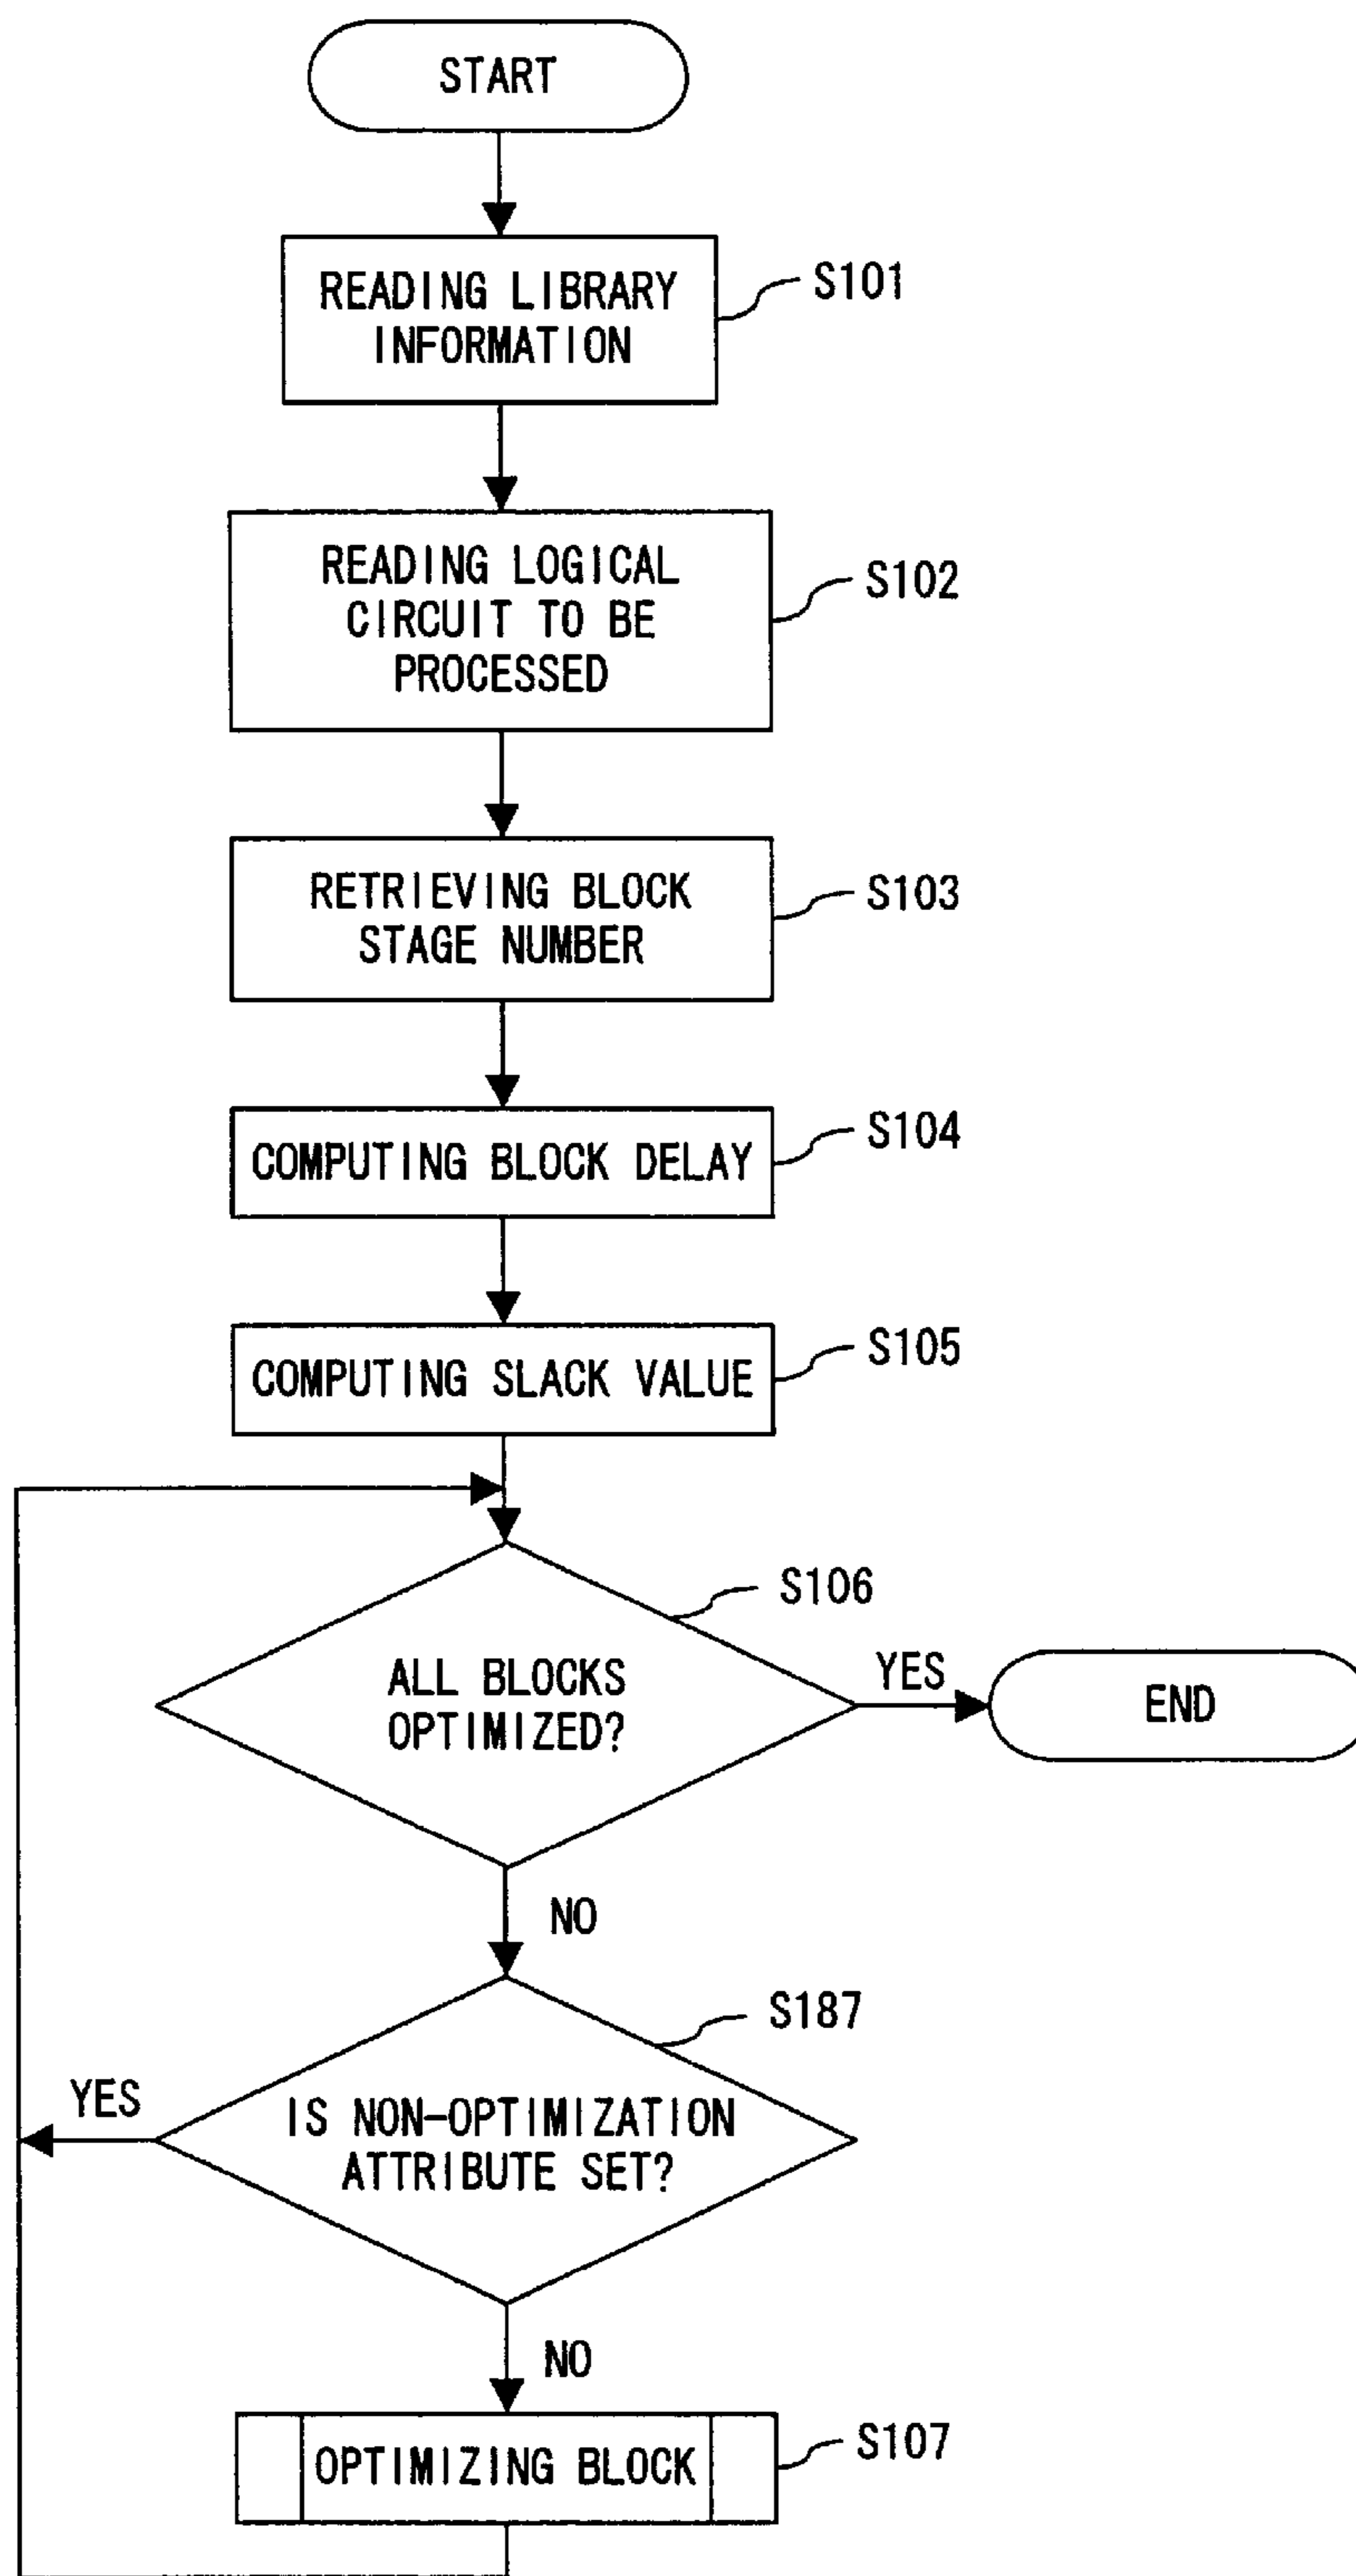 START
READING LIBRARY
INFORMATION
S101
READING LOGICAL
CIRCUIT TO BE
PROCESSED
S102
RETRIEVING BLOCK
STAGE NUMBER
S103
COMPUTING BLOCK DELAY
S104
COMPUTING SLACK VALUE
S105
S106
ALL BLOCKS
OPTIMIZED?
YES
END
NO
S187
YES
IS NON-OPTIMIZATION
ATTRIBUTE SET?
NO
OPTIMIZING BLOCK
S107